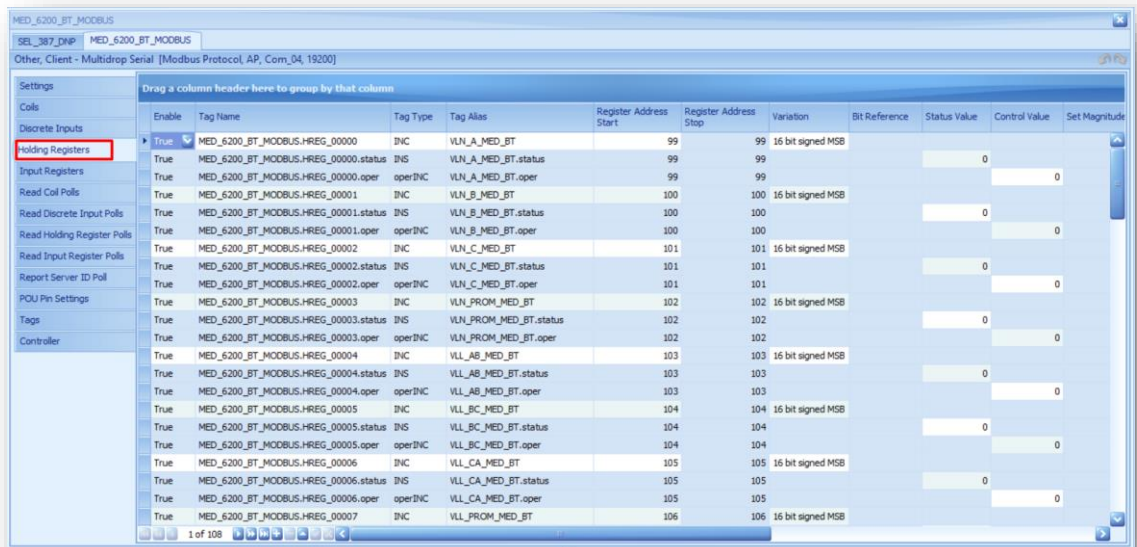 MED_6200_BT_MODBUS
SEL_387_DNP MED_6200_BT_MODBUS
Other, Client - Multidrop Serial [Modbus Protocol, AP, Com_04, 19200]
Settings
Coils
Discrete Inputs
Holding Registers
Input Registers
Read Coil Polls
Read Discrete Input Polls
Read Holding Register Polls
Read Input Register Polls
Report Server ID Poll
POU Pin Settings
Tags
Controller
Drag a column header here to group by that column
Enable Tag Name Tag Type Tag Alias Register Address Start Register Address Stop Variation Bit Reference Status Value Control Value Set Magnitude
True MED_6200_BT_MODBUS.HREG_00000 INC VLN_A_MED_BT 99 99 16 bit signed MSB
True MED_6200_BT_MODBUS.HREG_00000.status INS VLN_A_MED_BT.status 99 99 0
True MED_6200_BT_MODBUS.HREG_00000.oper operINC VLN_A_MED_BT.oper 99 99 0
True MED_6200_BT_MODBUS.HREG_00001 INC VLN_B_MED_BT 100 100 16 bit signed MSB
True MED_6200_BT_MODBUS.HREG_00001.status INS VLN_B_MED_BT.status 100 100 0
True MED_6200_BT_MODBUS.HREG_00001.oper operINC VLN_B_MED_BT.oper 100 100 0
True MED_6200_BT_MODBUS.HREG_00002 INC VLN_C_MED_BT 101 101 16 bit signed MSB
True MED_6200_BT_MODBUS.HREG_00002.status INS VLN_C_MED_BT.status 101 101 0
True MED_6200_BT_MODBUS.HREG_00002.oper operINC VLN_C_MED_BT.oper 101 101 0
True MED_6200_BT_MODBUS.HREG_00003 INC VLN_PROM_MED_BT 102 102 16 bit signed MSB
True MED_6200_BT_MODBUS.HREG_00003.status INS VLN_PROM_MED_BT.status 102 102 0
True MED_6200_BT_MODBUS.HREG_00003.oper operINC VLN_PROM_MED_BT.oper 102 102 0
True MED_6200_BT_MODBUS.HREG_00004 INC VLL_AB_MED_BT 103 103 16 bit signed MSB
True MED_6200_BT_MODBUS.HREG_00004.status INS VLL_AB_MED_BT.status 103 103 0
True MED_6200_BT_MODBUS.HREG_00004.oper operINC VLL_AB_MED_BT.oper 103 103 0
True MED_6200_BT_MODBUS.HREG_00005 INC VLL_BC_MED_BT 104 104 16 bit signed MSB
True MED_6200_BT_MODBUS.HREG_00005.status INS VLL_BC_MED_BT.status 104 104 0
True MED_6200_BT_MODBUS.HREG_00005.oper operINC VLL_BC_MED_BT.oper 104 104 0
True MED_6200_BT_MODBUS.HREG_00006 INC VLL_CA_MED_BT 105 105 16 bit signed MSB
True MED_6200_BT_MODBUS.HREG_00006.status INS VLL_CA_MED_BT.status 105 105 0
True MED_6200_BT_MODBUS.HREG_00006.oper operINC VLL_CA_MED_BT.oper 105 105 0
True MED_6200_BT_MODBUS.HREG_00007 INC VLL_PROM_MED_BT 106 106 16 bit signed MSB
1 of 108